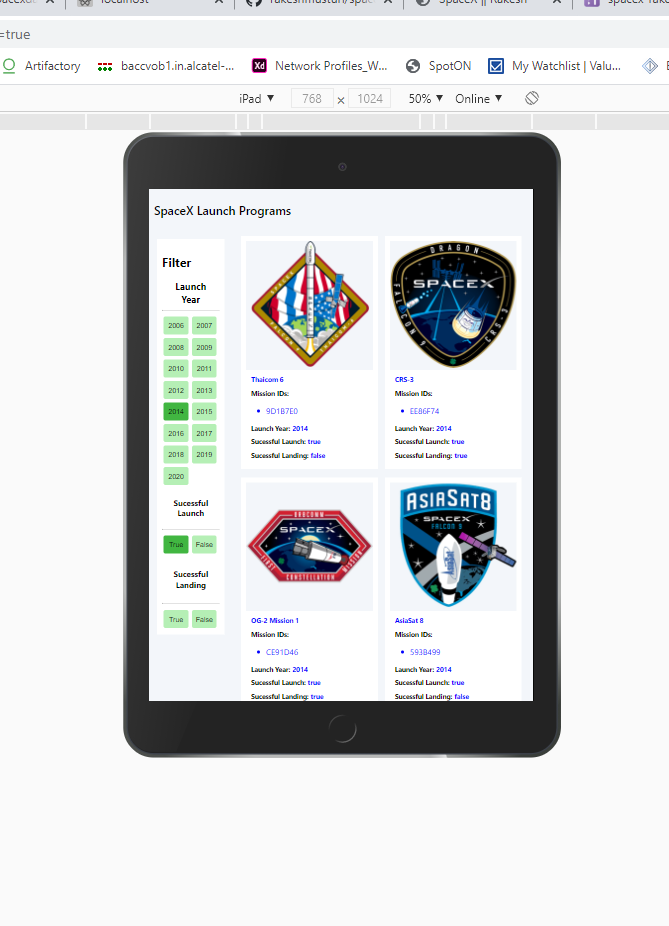 localhost
SpaceX || Rakesh
=true
Artifactory
baccvob1.in.alcatel-...
Network Profiles_W...
SpotON
My Watchlist | Valu...
iPad
768
×
1024
50%
Online
SpaceX Launch Programs
Filter
Launch
Year
2006 2007
2008 2009
2010 2011
2012 2013
2014 2015
2016 2017
2018 2019
2020
Sucessful
Launch
True False
Sucessful
Landing
True False
Thaicom 6
Mission IDs:
9D1B7E0
Launch Year: 2014
Sucessful Launch: true
Sucessful Landing: false
DRAGON
SPACEX
FALCON 9
CRS-3
CRS-3
Mission IDs:
EE86F74
Launch Year: 2014
Sucessful Launch: true
Sucessful Landing: true
ORBCOMM
SPACEX
FIRST
CONSTELLATION
MISSION
OG-2 Mission 1
Mission IDs:
CE91D46
Launch Year: 2014
Sucessful Launch: true
Sucessful Landing: true
ASIASAT8
SPACEX
FALCON 9
AsiaSat 8
Mission IDs:
593B499
Launch Year: 2014
Sucessful Launch: true
Sucessful Landing: false